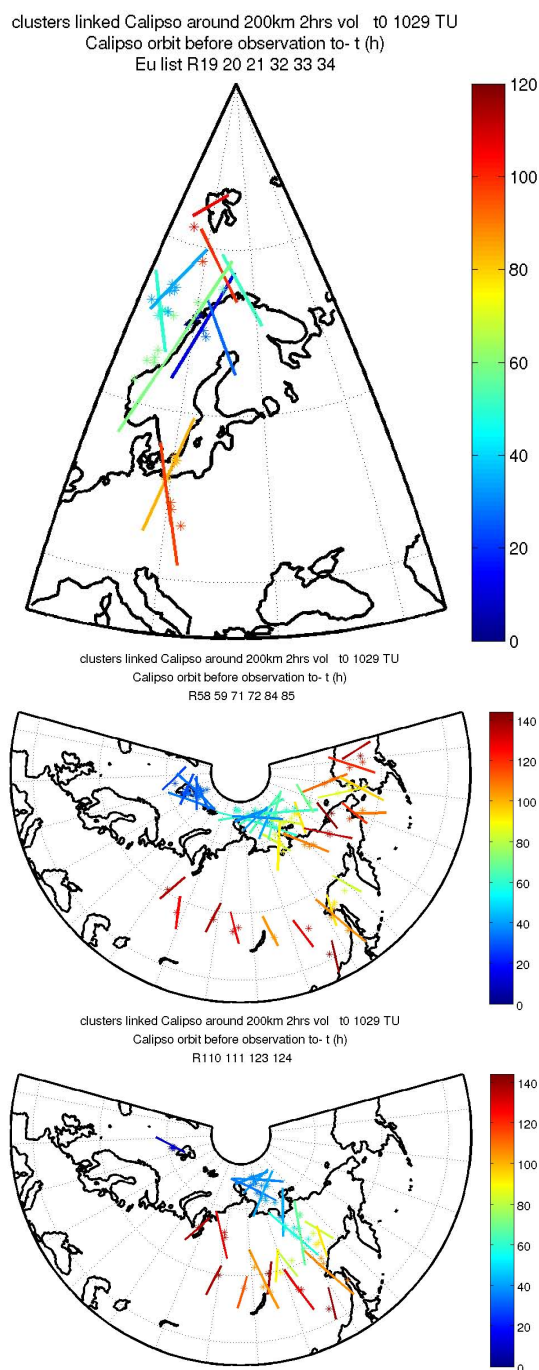 clusters linked Calipso around 200km 2hrs vol t0 1029 TU
Calipso orbit before observation to- t (h)
Eu list R19 20 21 32 33 34
120
100
80
60
40
20
0
clusters linked Calipso around 200km 2hrs vol t0 1029 TU
Calipso orbit before observation to- t (h)
R58 59 71 72 84 85
140
120
100
80
60
40
20
0
clusters linked Calipso around 200km 2hrs vol t0 1029 TU
Calipso orbit before observation to- t (h)
R110 111 123 124
140
120
100
80
60
40
20
0